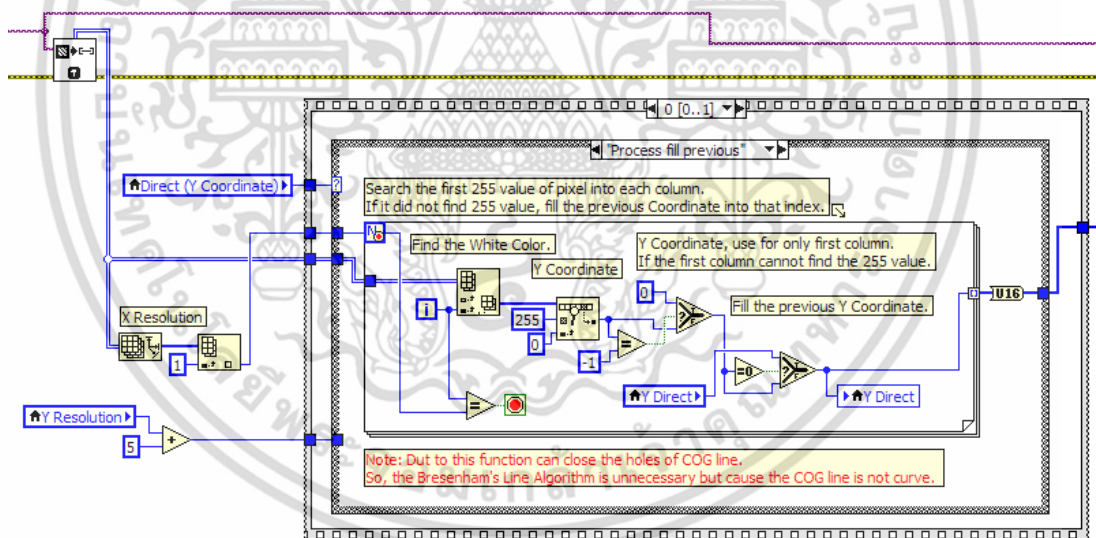 0 [0..1]
"Process fill previous"
Direct (Y Coordinate)
?
Search the first 255 value of pixel into each column.
If it did not find 255 value, fill the previous Coordinate into that index.
N
Find the White Color.
Y Coordinate, use for only first column.
If the first column cannot find the 255 value.
Y Coordinate
i
255
0
0
?
=
-1
Fill the previous Y Coordinate.
U16
X Resolution
1
=
Y Direct
=0
?
Y Direct
Y Resolution
5
+
Note: Dut to this function can close the holes of COG line.
So, the Bresenham's Line Algorithm is unnecessary but cause the COG line is not curve.